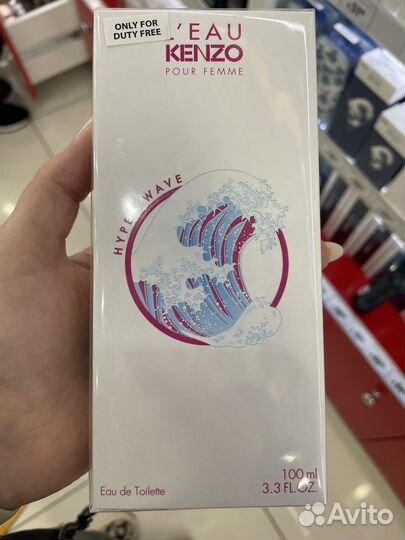 ONLY FOR
DUTY FREE
L'EAU
KENZO
POUR FEMME
HYPER WAVE
Eau de Toilette
100 ml
3.3 FL.OZ.
Avito